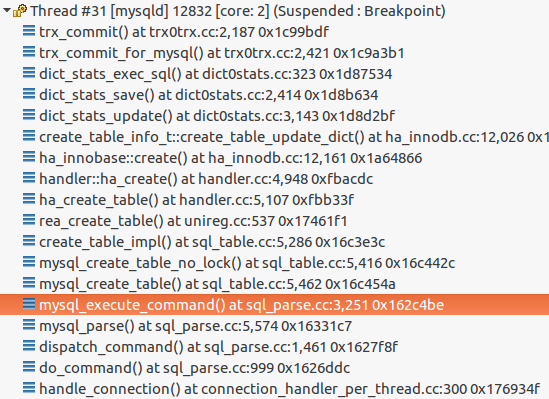 Thread #31 [mysqld] 12832 [core: 2] (Suspended : Breakpoint)
trx_commit() at trx0trx.cc:2,187 0x1c99bdf
trx_commit_for_mysql() at trx0trx.cc:2,421 0x1c9a3b1
dict_stats_exec_sql() at dict0stats.cc:323 0x1d87534
dict_stats_save() at dict0stats.cc:2,414 0x1d8b634
dict_stats_update() at dict0stats.cc:3,143 0x1d8d2bf
create_table_info_t::create_table_update_dict() at ha_innodb.cc:12,026 0x1
ha_innobase::create() at ha_innodb.cc:12,161 0x1a64866
handler::ha_create() at handler.cc:4,948 0xfbacdc
ha_create_table() at handler.cc:5,107 0xfbb33f
rea_create_table() at unireg.cc:537 0x17461f1
create_table_impl() at sql_table.cc:5,286 0x16c3e3c
mysql_create_table_no_lock() at sql_table.cc:5,416 0x16c442c
mysql_create_table() at sql_table.cc:5,462 0x16c454a
mysql_execute_command() at sql_parse.cc:3,251 0x162c4be
mysql_parse() at sql_parse.cc:5,574 0x16331c7
dispatch_command() at sql_parse.cc:1,461 0x1627f8f
do_command() at sql_parse.cc:999 0x1626ddc
handle_connection() at connection_handler_per_thread.cc:300 0x176934f